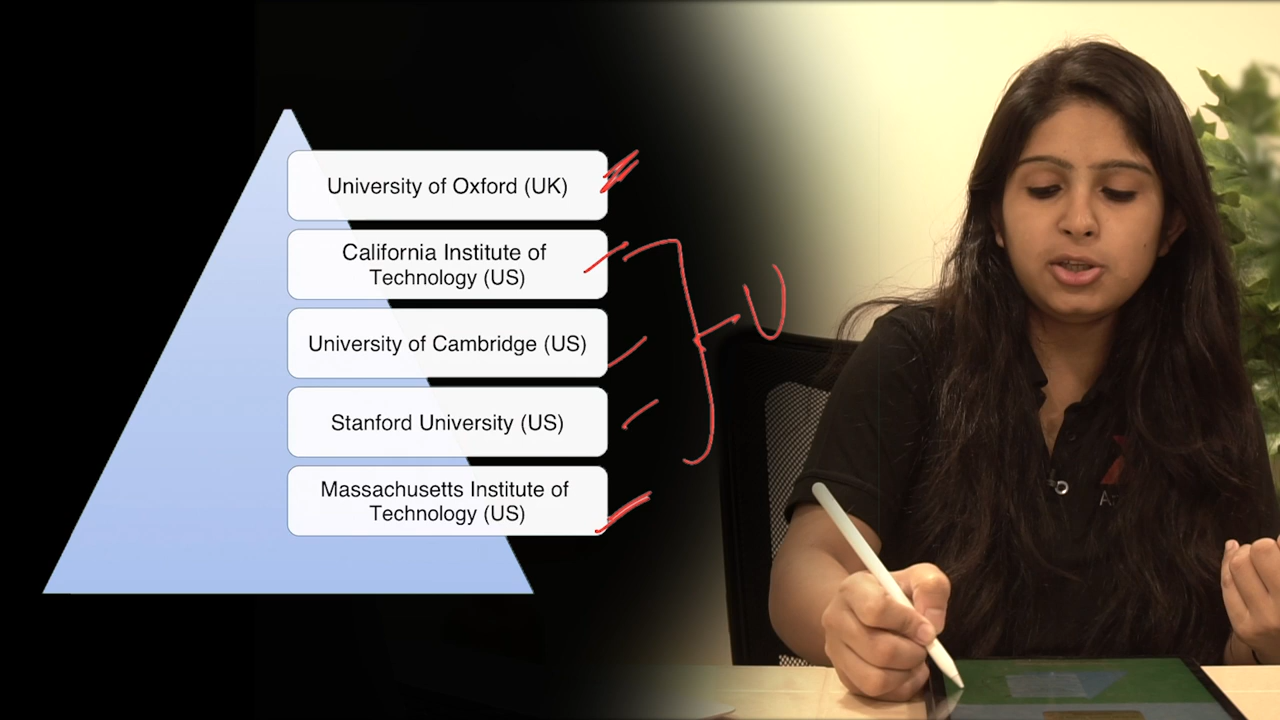 University of Oxford (UK)
California Institute of
Technology (US)
University of Cambridge (US)
Stanford University (US)
Massachusetts Institute of
Technology (US)
U